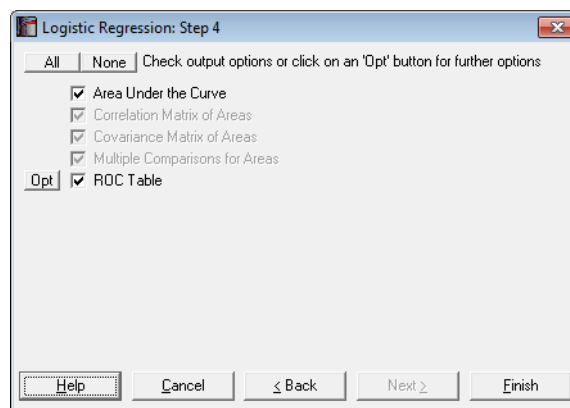 Logistic Regression: Step 4
All None Check output options or click on an 'Opt' button for further options
Area Under the Curve
Correlation Matrix of Areas
Covariance Matrix of Areas
Multiple Comparisons for Areas
Opt ROC Table
Help Cancel < Back Next > Finish